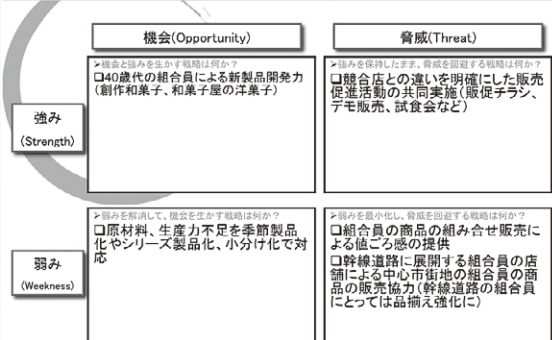 機会(Opportunity)
脅威(Threat)
強み
(Strength)
➢機会と強みを生かす戦略は何か?
❑40歳代の組合員による新製品開発力
(創作和菓子、和菓子屋の洋菓子)
➢強みを保持したまま、脅威を回避する戦略は何か?
❑競合店との違いを明確にした販売
促進活動の共同実施(販促チラシ、
デモ販売、試食会など)
弱み
(Weekness)
➢弱みを解消して、機会を生かす戦略は何か?
❑原材料、生産力不足を季節製品
化やシリーズ製品化、小分け化で対
応
➢弱みを最小化し、脅威を回避する戦略は何か?
❑組合員の商品の組み合せ販売に
よる値ごろ感の提供
❑幹線道路に展開する組合員の店
舗による中心市街地の組合員の商
品の販売協力(幹線道路の組合員
にとっては品揃え強化に)